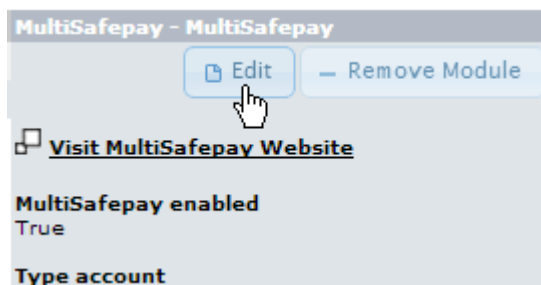 MultiSafepay - MultiSafepay
Edit – Remove Module
Visit MultiSafepay Website
MultiSafepay enabled
True
Type account